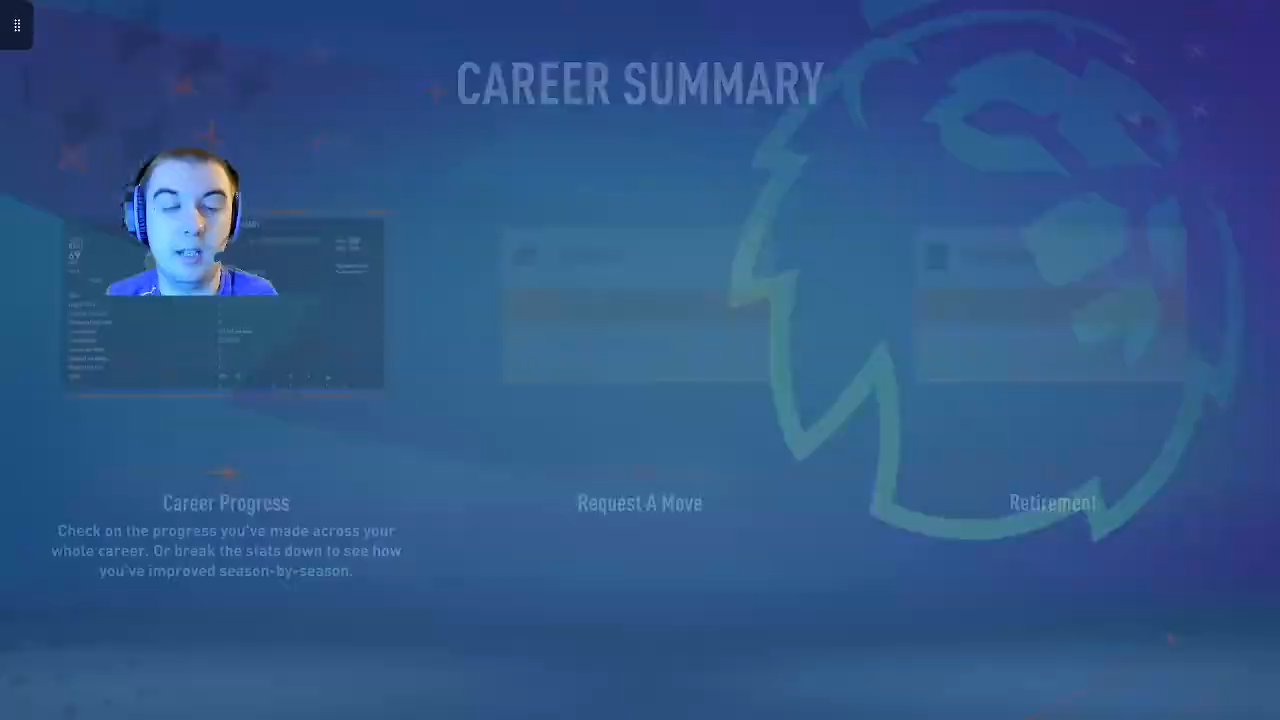 CAREER SUMMARY
69
Career Progress
Check on the progress you've made across your
whole career. Or break the stats down to see how
you've improved season-by-season.
Request A Move
Retirement